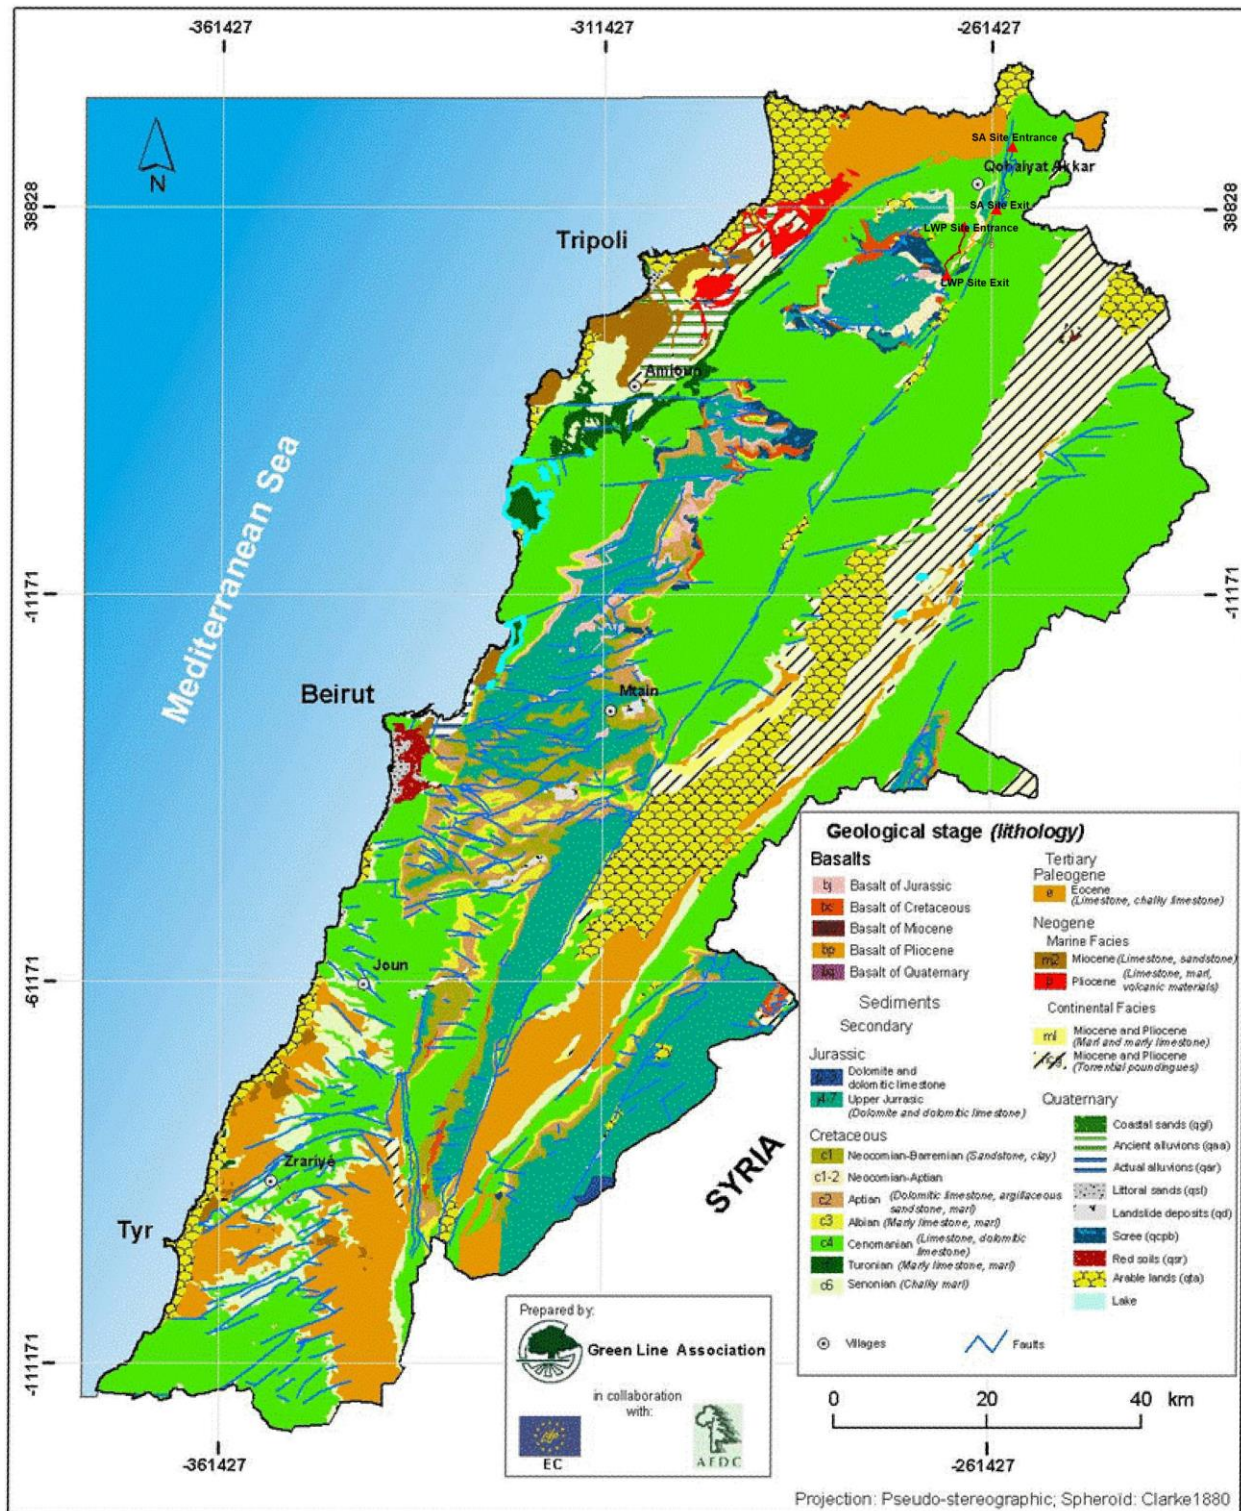 -361427
-311427
-261427
N
SA Site Entrance
Qobaiyat Akkar
38828
38828
SA Site Exit
LWP Site Entrance
Tripoli
LWP Site Exit
Amioun
Mediterranean Sea
-11171
-11171
Beirut
Mtain
Joun
-61171
SYRIA
Zrariyé
Tyr
-111171
Geological stage (lithology)
Basalts
bj Basalt of Jurassic
bc Basalt of Cretaceous
Basalt of Miocene
bp Basalt of Pliocene
bq Basalt of Quaternary
Sediments
Secondary
Jurassic
Dolomite and
dolomitic limestone
j4-7 Upper Jurrasic
(Dolomite and dolomitic limestone)
Cretaceous
c1 Neocomian-Barremian (Sandstone, clay)
c1-2 Neocomian-Aptian
c2 Aptian (Dolomitic limestone, argillaceous
sandstone, marl)
c3 Albian (Marly limestone, marl)
c4 Cenomanian (Limestone, dolomitic
limestone)
Turonian (Marly limestone, marl)
c6 Senonian (Chalky marl)
Tertiary
Paleogene
e Eocene
(Limestone, chalky limestone)
Neogene
Marine Facies
m2 Miocene (Limestone, sandstone)
p Pliocene (Limestone, marl,
volcanic materials)
Continental Facies
ml Miocene and Pliocene
(Marl and marly limestone)
Miocene and Pliocene
(Torrential poundingues)
Quaternary
Coastal sands (qgl)
Ancient alluvions (qaa)
Actual alluvions (qar)
Littoral sands (qsl)
Landslide deposits (qd)
Scree (qcpb)
Red soils (qsr)
Arable lands (qta)
Lake
Villages
Faults
Prepared by:
Green Line Association
in collaboration
with:
EC
AFDC
0 20 40 km
-361427
-261427
Projection: Pseudo-stereographic; Spheroïd: Clarke1880